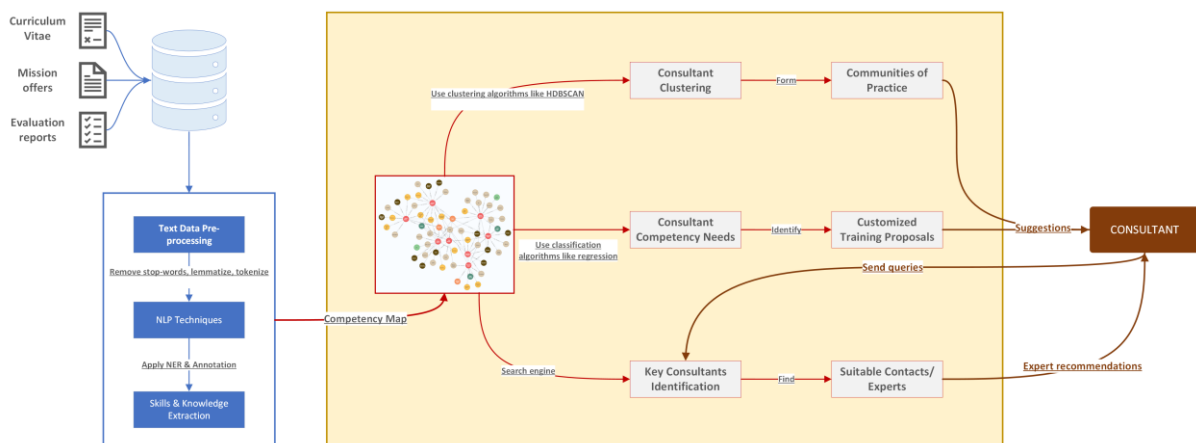 Curriculum
Vitae
Mission
offers
Evaluation
reports
Text Data Pre-
processing
Remove stop-words, lemmatize, tokenize
NLP Techniques
Apply NER & Annotation
Skills & Knowledge
Extraction
Competency Map
Use clustering algorithms like HDBSCAN
Consultant
Clustering
Form
Communities of
Practice
Use classification
algorithms like regression
Consultant
Competency Needs
Identify
Customized
Training Proposals
Suggestions
CONSULTANT
Send queries
Search engine
Key Consultants
Identification
Find
Suitable Contacts/
Experts
Expert recommendations